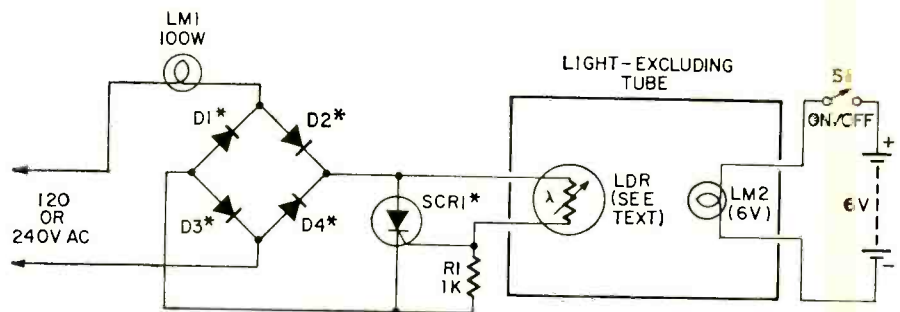 LM1
100W
LIGHT-EXCLUDING
TUBE
S1
ON/OFF
D1*
D2*
D3*
D4*
120
OR
240V AC
SCR1*
R1
1K
λ
LDR
(SEE
TEXT)
LM2
(6V)
+
6V
-